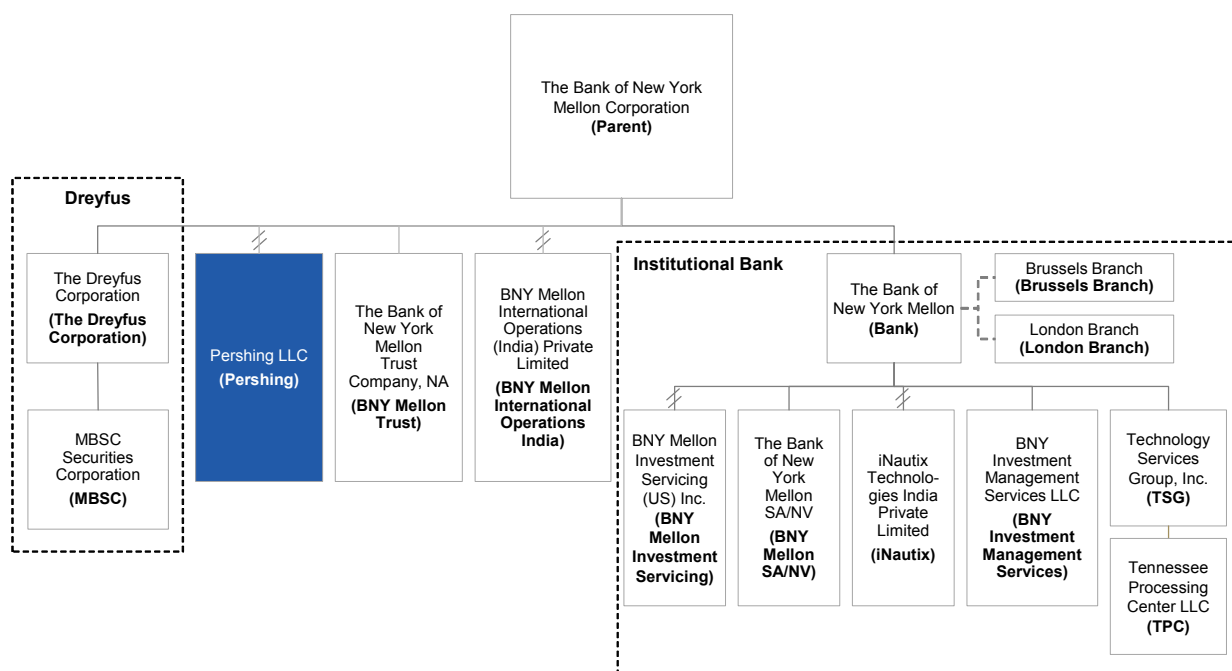 The Bank of New York
Mellon Corporation
(Parent)
Dreyfus
The Dreyfus
Corporation
(The Dreyfus
Corporation)
MBSC
Securities
Corporation
(MBSC)
Pershing LLC
(Pershing)
The Bank of
New York
Mellon
Trust
Company, NA
(BNY Mellon
Trust)
BNY Mellon
International
Operations
(India) Private
Limited
(BNY Mellon
International
Operations
India)
Institutional Bank
The Bank of
New York Mellon
(Bank)
Brussels Branch
(Brussels Branch)
London Branch
(London Branch)
BNY Mellon
Investment
Servicing
(US) Inc.
(BNY
Mellon
Investment
Servicing)
The Bank
of New
York
Mellon
SA/NV
(BNY
Mellon
SA/NV)
iNautix
Technolo-
gies India
Private
Limited
(iNautix)
BNY
Investment
Management
Services LLC
(BNY
Investment
Management
Services)
Technology
Services
Group, Inc.
(TSG)
Tennessee
Processing
Center LLC
(TPC)